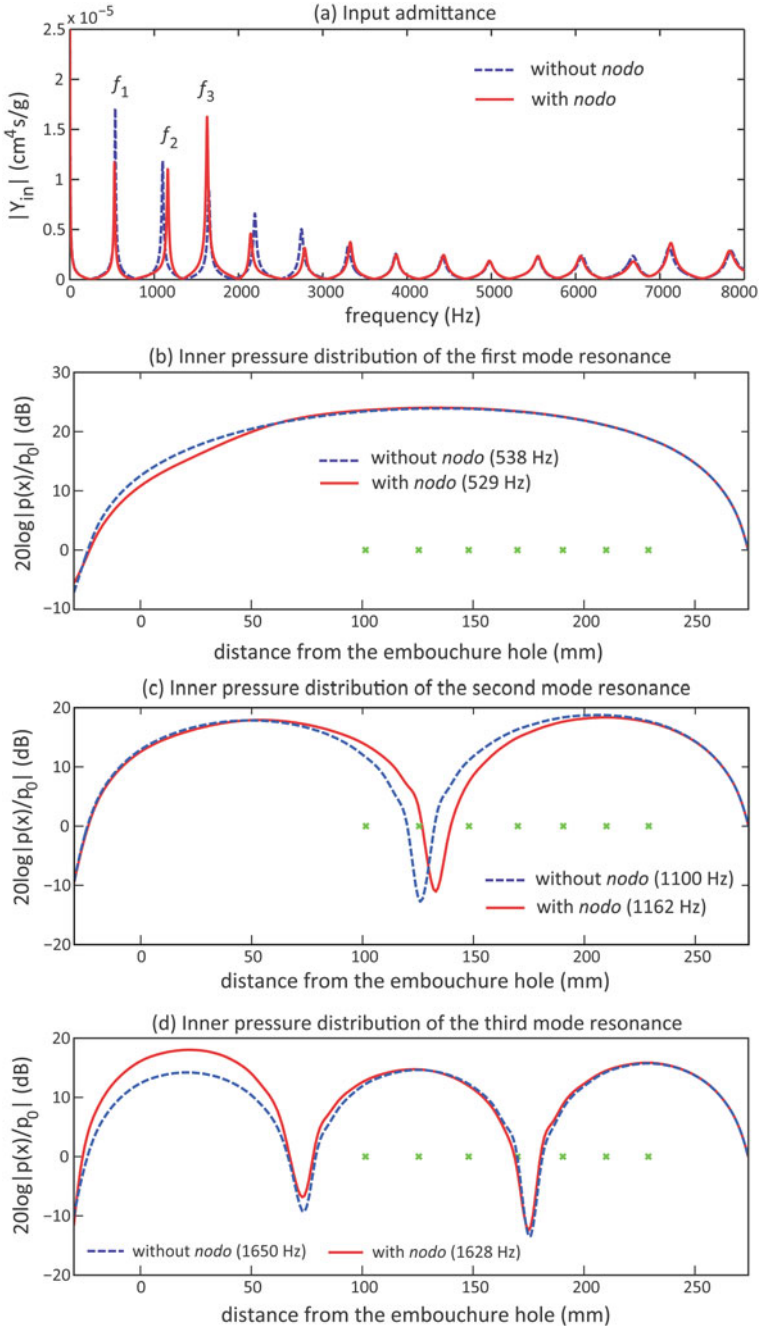 (a) Input admittance
x 10⁻⁵
2.5
2
1.5
1
0.5
0
|Yin| (cm⁴s/g)
f₁
f₂
f₃
without nodo
with nodo
0 1000 2000 3000 4000 5000 6000 7000 8000
frequency (Hz)
(b) Inner pressure distribution of the first mode resonance
30
20
10
0
−10
20log|p(x)/p₀| (dB)
without nodo (538 Hz)
with nodo (529 Hz)
0 50 100 150 200 250
distance from the embouchure hole (mm)
(c) Inner pressure distribution of the second mode resonance
20
10
0
−10
−20
20log|p(x)/p₀| (dB)
without nodo (1100 Hz)
with nodo (1162 Hz)
0 50 100 150 200 250
distance from the embouchure hole (mm)
(d) Inner pressure distribution of the third mode resonance
20
10
0
−10
−20
20log|p(x)/p₀| (dB)
without nodo (1650 Hz) with nodo (1628 Hz)
0 50 100 150 200 250
distance from the embouchure hole (mm)